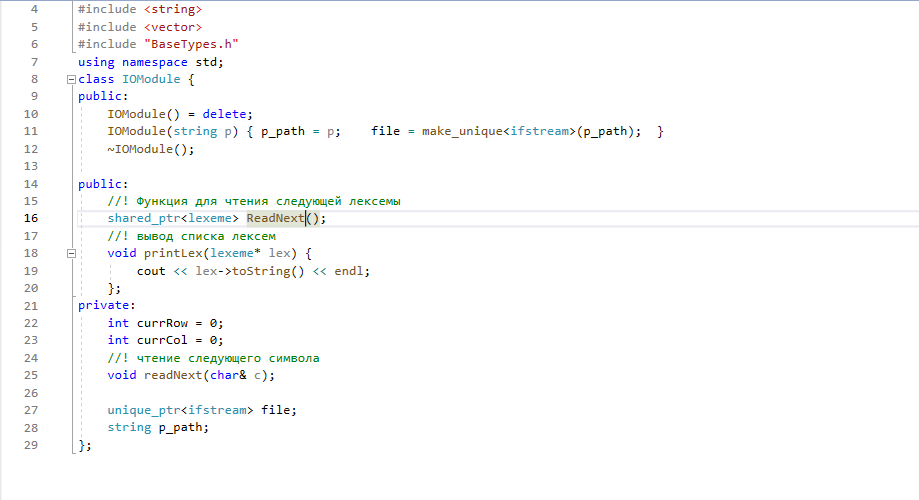 4 #include <string>
5 #include <vector>
6 #include "BaseTypes.h"
7 using namespace std;
8 class IOModule {
9 public:
10 IOModule() = delete;
11 IOModule(string p) { p_path = p;    file = make_unique<ifstream>(p_path);  }
12 ~IOModule();
13
14 public:
15 //! Функция для чтения следующей лексемы
16 shared_ptr<lexeme> ReadNext();
17 //! вывод списка лексем
18 void printLex(lexeme* lex) {
19 cout << lex->toString() << endl;
20 };
21 private:
22 int currRow = 0;
23 int currCol = 0;
24 //! чтение следующего символа
25 void readNext(char& c);
26
27 unique_ptr<ifstream> file;
28 string p_path;
29 };